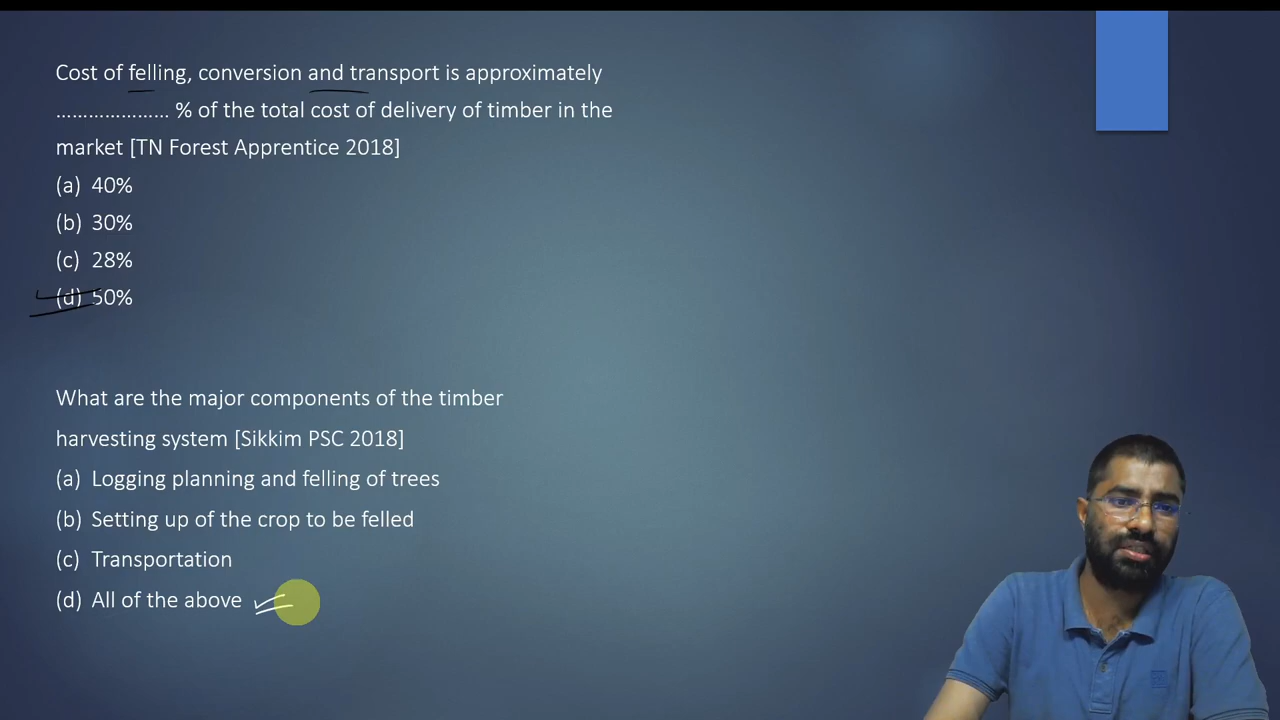 Cost of felling, conversion and transport is approximately
..................... % of the total cost of delivery of timber in the
market [TN Forest Apprentice 2018]
(a) 40%
(b) 30%
(c) 28%
(d) 50%
What are the major components of the timber
harvesting system [Sikkim PSC 2018]
(a) Logging planning and felling of trees
(b) Setting up of the crop to be felled
(c) Transportation
(d) All of the above